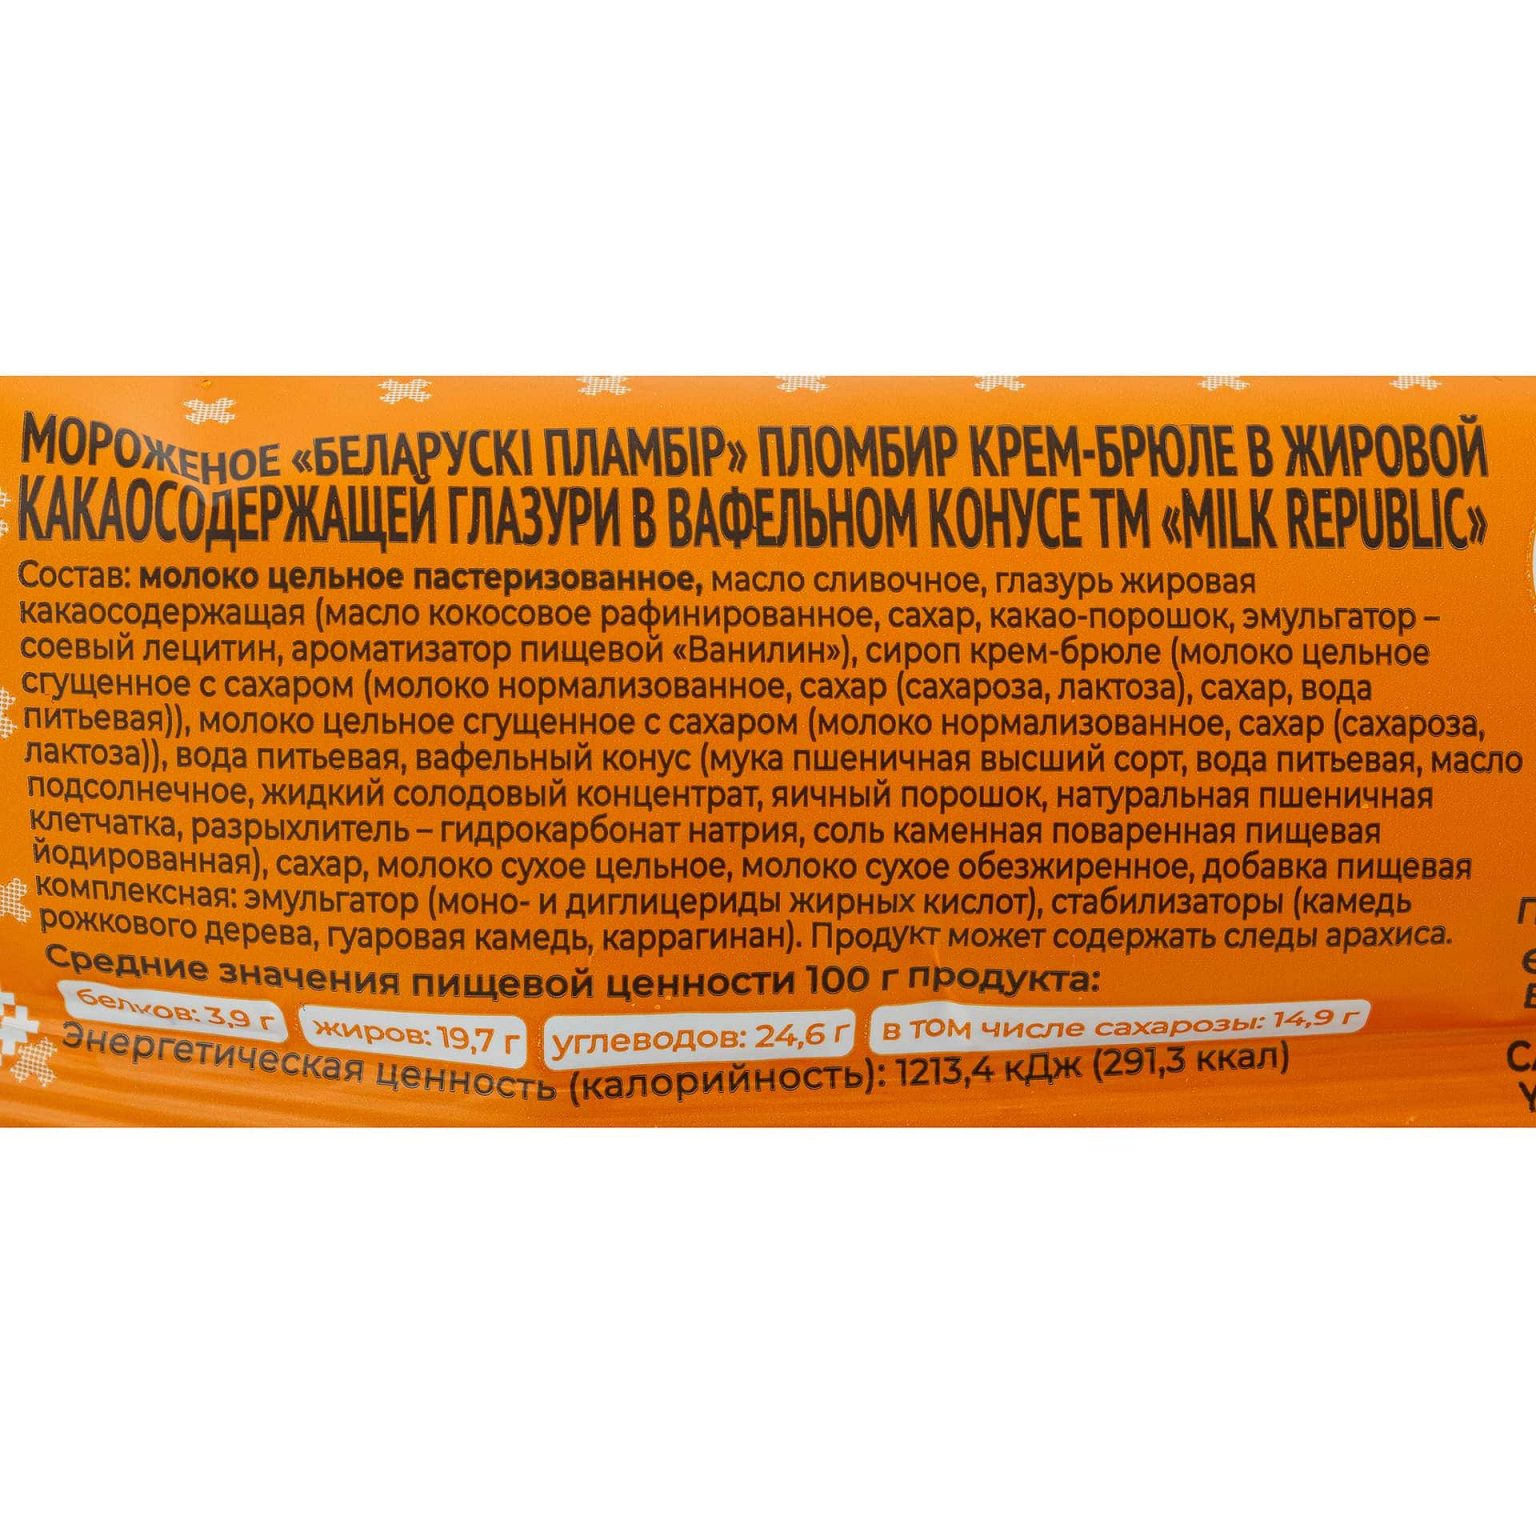 МОРОЖЕНОЕ «БЕЛАРУСКІ ПЛАМБІР» ПЛОМБИР КРЕМ-БРЮЛЕ В ЖИРОВОЙ
КАКАОСОДЕРЖАЩЕЙ ГЛАЗУРИ В ВАФЕЛЬНОМ КОНУСЕ ТМ «MILK REPUBLIC»
Состав: молоко цельное пастеризованное, масло сливочное, глазурь жировая
какаосодержащая (масло кокосовое рафинированное, сахар, какао-порошок, эмульгатор –
соевый лецитин, ароматизатор пищевой «Ванилин»), сироп крем-брюле (молоко цельное
сгущенное с сахаром (молоко нормализованное, сахар (сахароза, лактоза), сахар, вода
питьевая)), молоко цельное сгущенное с сахаром (молоко нормализованное, сахар (сахароза,
лактоза)), вода питьевая, вафельный конус (мука пшеничная высший сорт, вода питьевая, масло
подсолнечное, жидкий солодовый концентрат, яичный порошок, натуральная пшеничная
клетчатка, разрыхлитель – гидрокарбонат натрия, соль каменная поваренная пищевая
йодированная), сахар, молоко сухое цельное, молоко сухое обезжиренное, добавка пищевая
комплексная: эмульгатор (моно- и диглицериды жирных кислот), стабилизаторы (камедь
рожкового дерева, гуаровая камедь, каррагинан). Продукт может содержать следы арахиса.
Средние значения пищевой ценности 100 г продукта:
белков: 3,9 г жиров: 19,7 г углеводов: 24,6 г в том числе сахарозы: 14,9 г
Энергетическая ценность (калорийность): 1213,4 кДж (291,3 ккал)